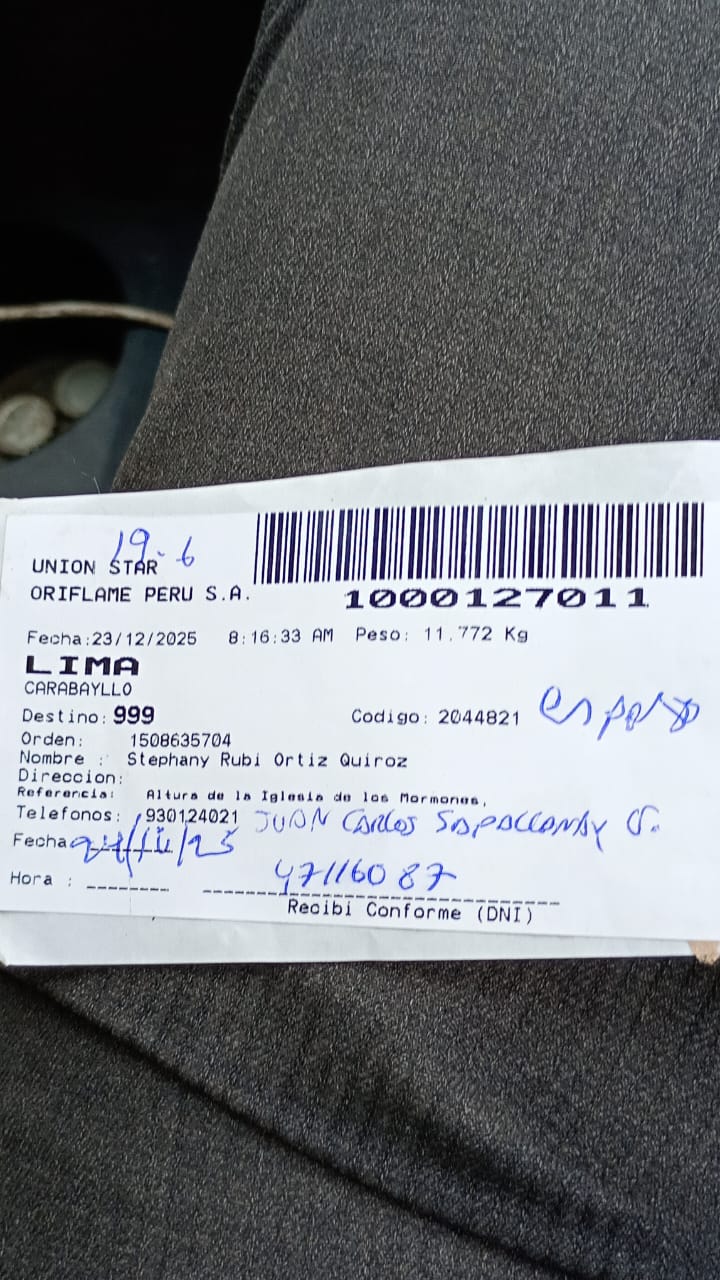 19-6
UNION STAR
ORIFLAME PERU S.A.
1000127011
Fecha:23/12/2025 8:16:33 AM Peso: 11,772 Kg
LIMA
CARABAYLLO
Destino: 999 Codigo: 2044821
Orden: 1508635704
Nombre : Stephany Rubi Ortiz Quiroz
Direccion:
Referencia: Altura de la Iglesia de los Mormones,
Telefonos: 930124021 JUAN CARLOS
Fecha
Hora : 47116087
Recibi Conforme (DNI)